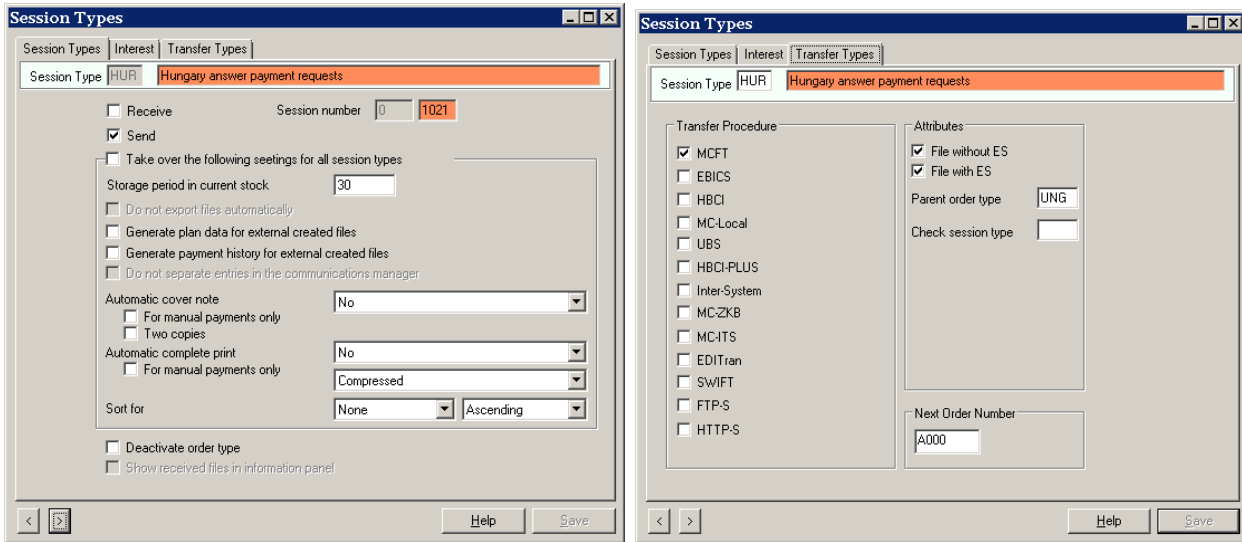 Session Types
Session Types Interest Transfer Types
Session Type HUR Hungary answer payment requests
Receive Session number 0 1021
Send
Take over the following seetings for all session types
Storage period in current stock 30
Do not export files automatically
Generate plan data for external created files
Generate payment history for external created files
Do not separate entries in the communications manager
Automatic cover note No
For manual payments only
Two copies
Automatic complete print No
For manual payments only
Compressed
Sort for None Ascending
Deactivate order type
Show received files in information panel
< > Help Save
Session Types
Session Types Interest Transfer Types
Session Type HUR Hungary answer payment requests
Transfer Procedure
MCFT
EBICS
HBCI
MC-Local
UBS
HBCI-PLUS
Inter-System
MC-ZKB
MC-ITS
EDITran
SWIFT
FTP-S
HTTP-S
Attributes
File without ES
File with ES
Parent order type UNG
Check session type
Next Order Number
A000
< > Help Save